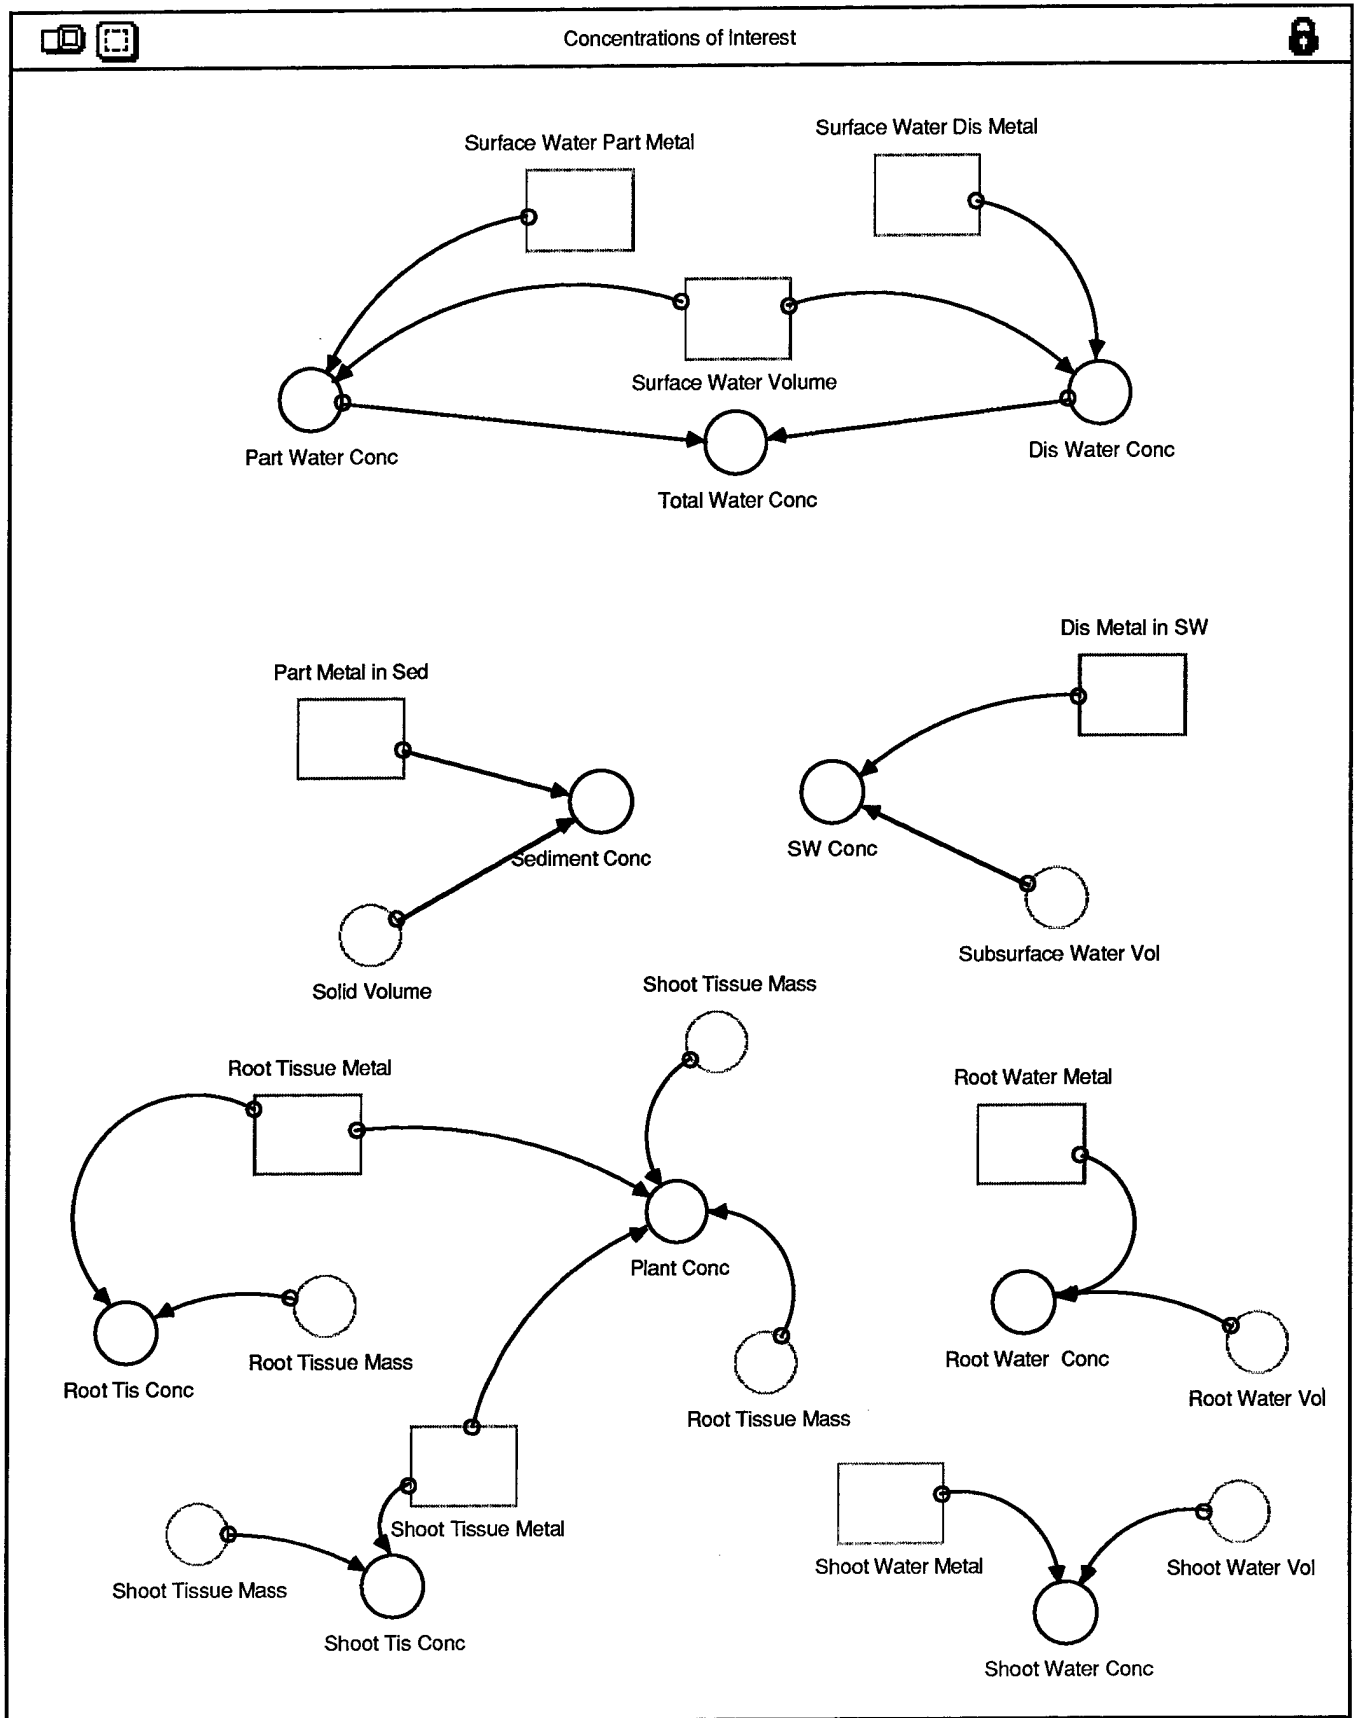 Concentrations of Interest
Surface Water Part Metal
Surface Water Dis Metal
Surface Water Volume
Part Water Conc
Dis Water Conc
Total Water Conc
Dis Metal in SW
Part Metal in Sed
Sediment Conc
SW Conc
Subsurface Water Vol
Solid Volume
Shoot Tissue Mass
Root Tissue Metal
Root Water Metal
Plant Conc
Root Tissue Mass
Root Water Conc
Root Tis Conc
Root Water Vol
Root Tissue Mass
Shoot Tissue Metal
Shoot Water Metal
Shoot Water Vol
Shoot Tissue Mass
Shoot Tis Conc
Shoot Water Conc